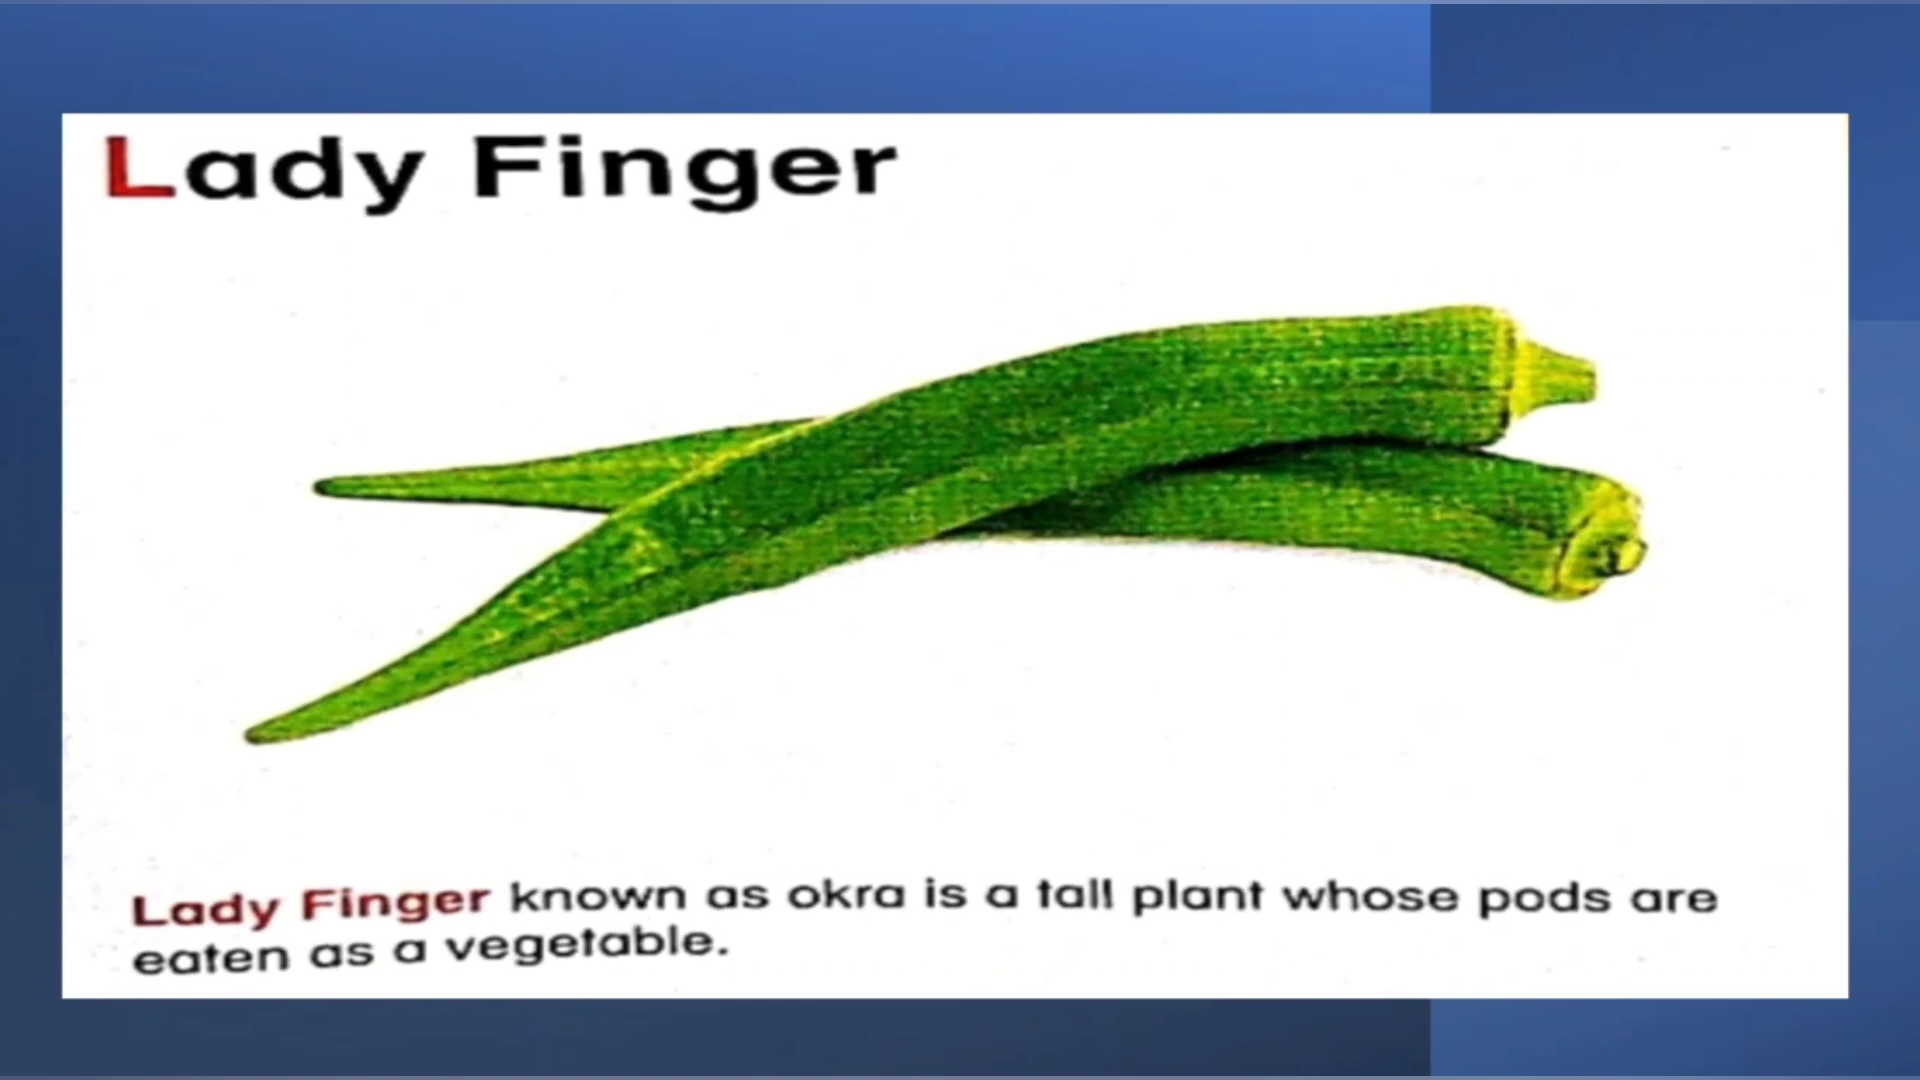 Lady Finger
Lady Finger known as okra is a tall plant whose pods are
eaten as a vegetable.